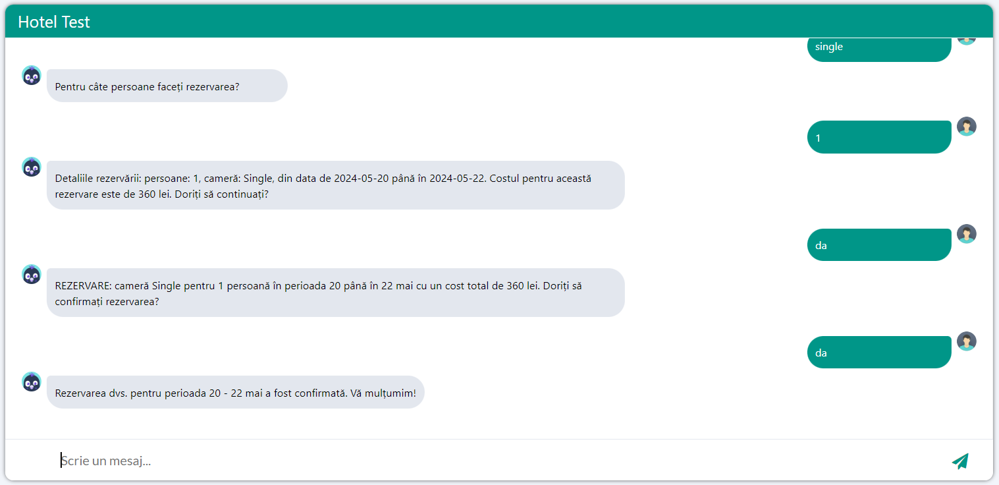 Hotel Test
single
Pentru câte persoane faceți rezervarea?
1
Detaliile rezervării: persoane: 1, cameră: Single, din data de 2024-05-20 până în 2024-05-22. Costul pentru această
rezervare este de 360 lei. Doriți să continuați?
da
REZERVARE: cameră Single pentru 1 persoană în perioada 20 până în 22 mai cu un cost total de 360 lei. Doriți să
confirmați rezervarea?
da
Rezervarea dvs. pentru perioada 20 - 22 mai a fost confirmată. Vă mulțumim!
Scrie un mesaj...